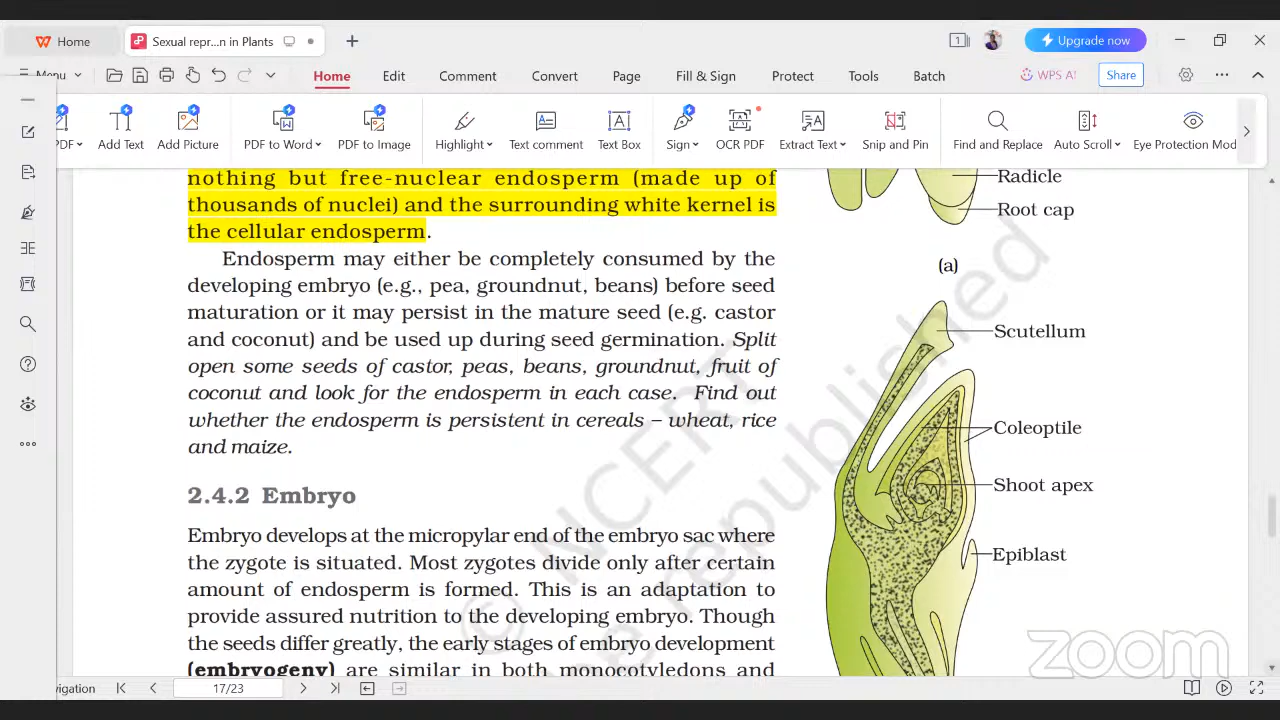 Home
Sexual repr...n in Plants
1
Upgrade now
Menu
Home
Edit
Comment
Convert
Page
Fill & Sign
Protect
Tools
Batch
WPS AI
Share
PDF
Add Text
Add Picture
PDF to Word
PDF to Image
Highlight
Text comment
Text Box
Sign
OCR PDF
Extract Text
Snip and Pin
Find and Replace
Auto Scroll
Eye Protection Mod
nothing but free-nuclear endosperm (made up of
thousands of nuclei) and the surrounding white kernel is
the cellular endosperm.
Endosperm may either be completely consumed by the
developing embryo (e.g., pea, groundnut, beans) before seed
maturation or it may persist in the mature seed (e.g. castor
and coconut) and be used up during seed germination. Split
open some seeds of castor, peas, beans, groundnut, fruit of
coconut and look for the endosperm in each case. Find out
whether the endosperm is persistent in cereals – wheat, rice
and maize.
2.4.2 Embryo
Embryo develops at the micropylar end of the embryo sac where
the zygote is situated. Most zygotes divide only after certain
amount of endosperm is formed. This is an adaptation to
provide assured nutrition to the developing embryo. Though
the seeds differ greatly, the early stages of embryo development
(embryogeny) are similar in both monocotyledons and
Radicle
Root cap
(a)
Scutellum
Coleoptile
Shoot apex
Epiblast
© NCERT
be republished
zoom
vigation
17/23